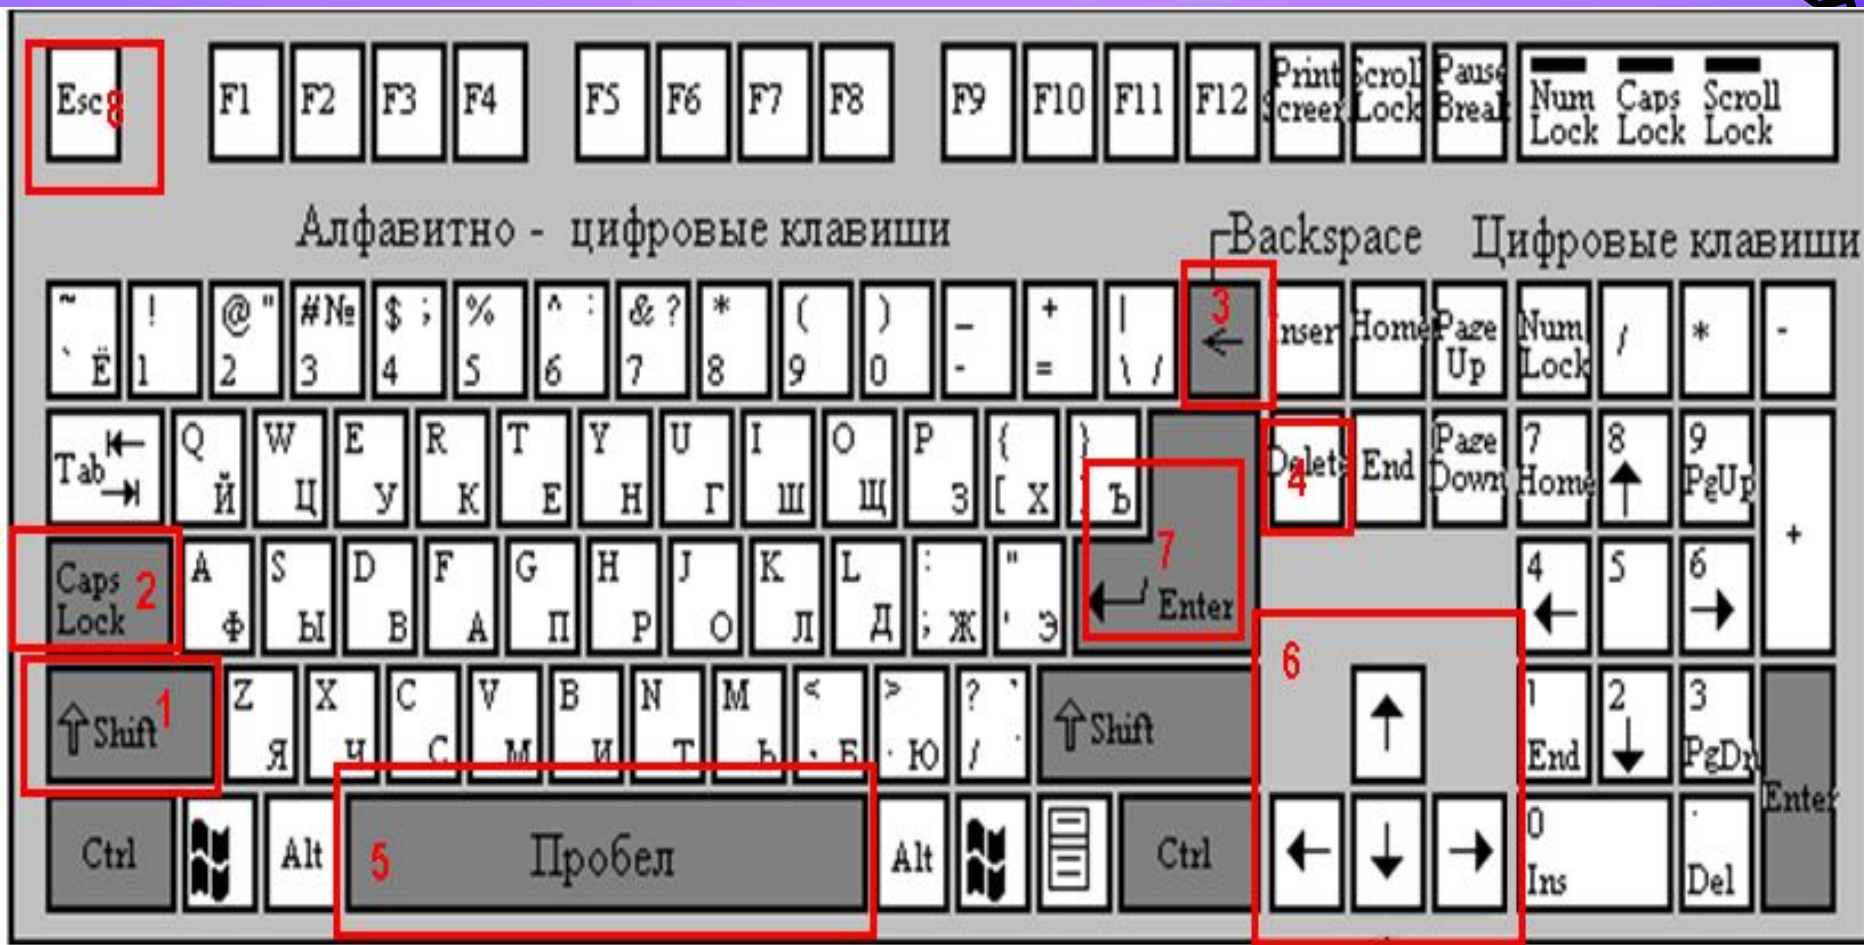 Esc 8 F1 F2 F3 F4 F5 F6 F7 F8 F9 F10 F11 F12 Print Screen Scroll Lock Pause Break Num Lock Caps Lock Scroll Lock
Алфавитно - цифровые клавиши Backspace Цифровые клавиши
~ ` Ё ! 1 @ " 2 # № 3 $ ; 4 % 5 ^ : 6 & ? 7 * 8 ( 9 ) 0 _ - + = | \ / 3 ← Insert Home Page Up Num Lock / * -
Tab Q Й W Ц E У R К T Е Y Н U Г I Ш O Щ P З { [ Х } ] Ъ Delete 4 End Page Down 7 Home 8 ↑ 9 PgUp +
Caps Lock 2 A Ф S Ы D В F А G П H Р J О K Л L Д : ; Ж " ' Э 7 Enter 4 ← 5 6 →
Shift 1 Z Я X Ч C С V М B И N Т M Ь < , Б > . Ю ? / Shift 6 ↑ 1 End 2 ↓ 3 PgDn Enter
Ctrl Alt 5 Пробел Alt Ctrl ← ↓ → 0 Ins . Del